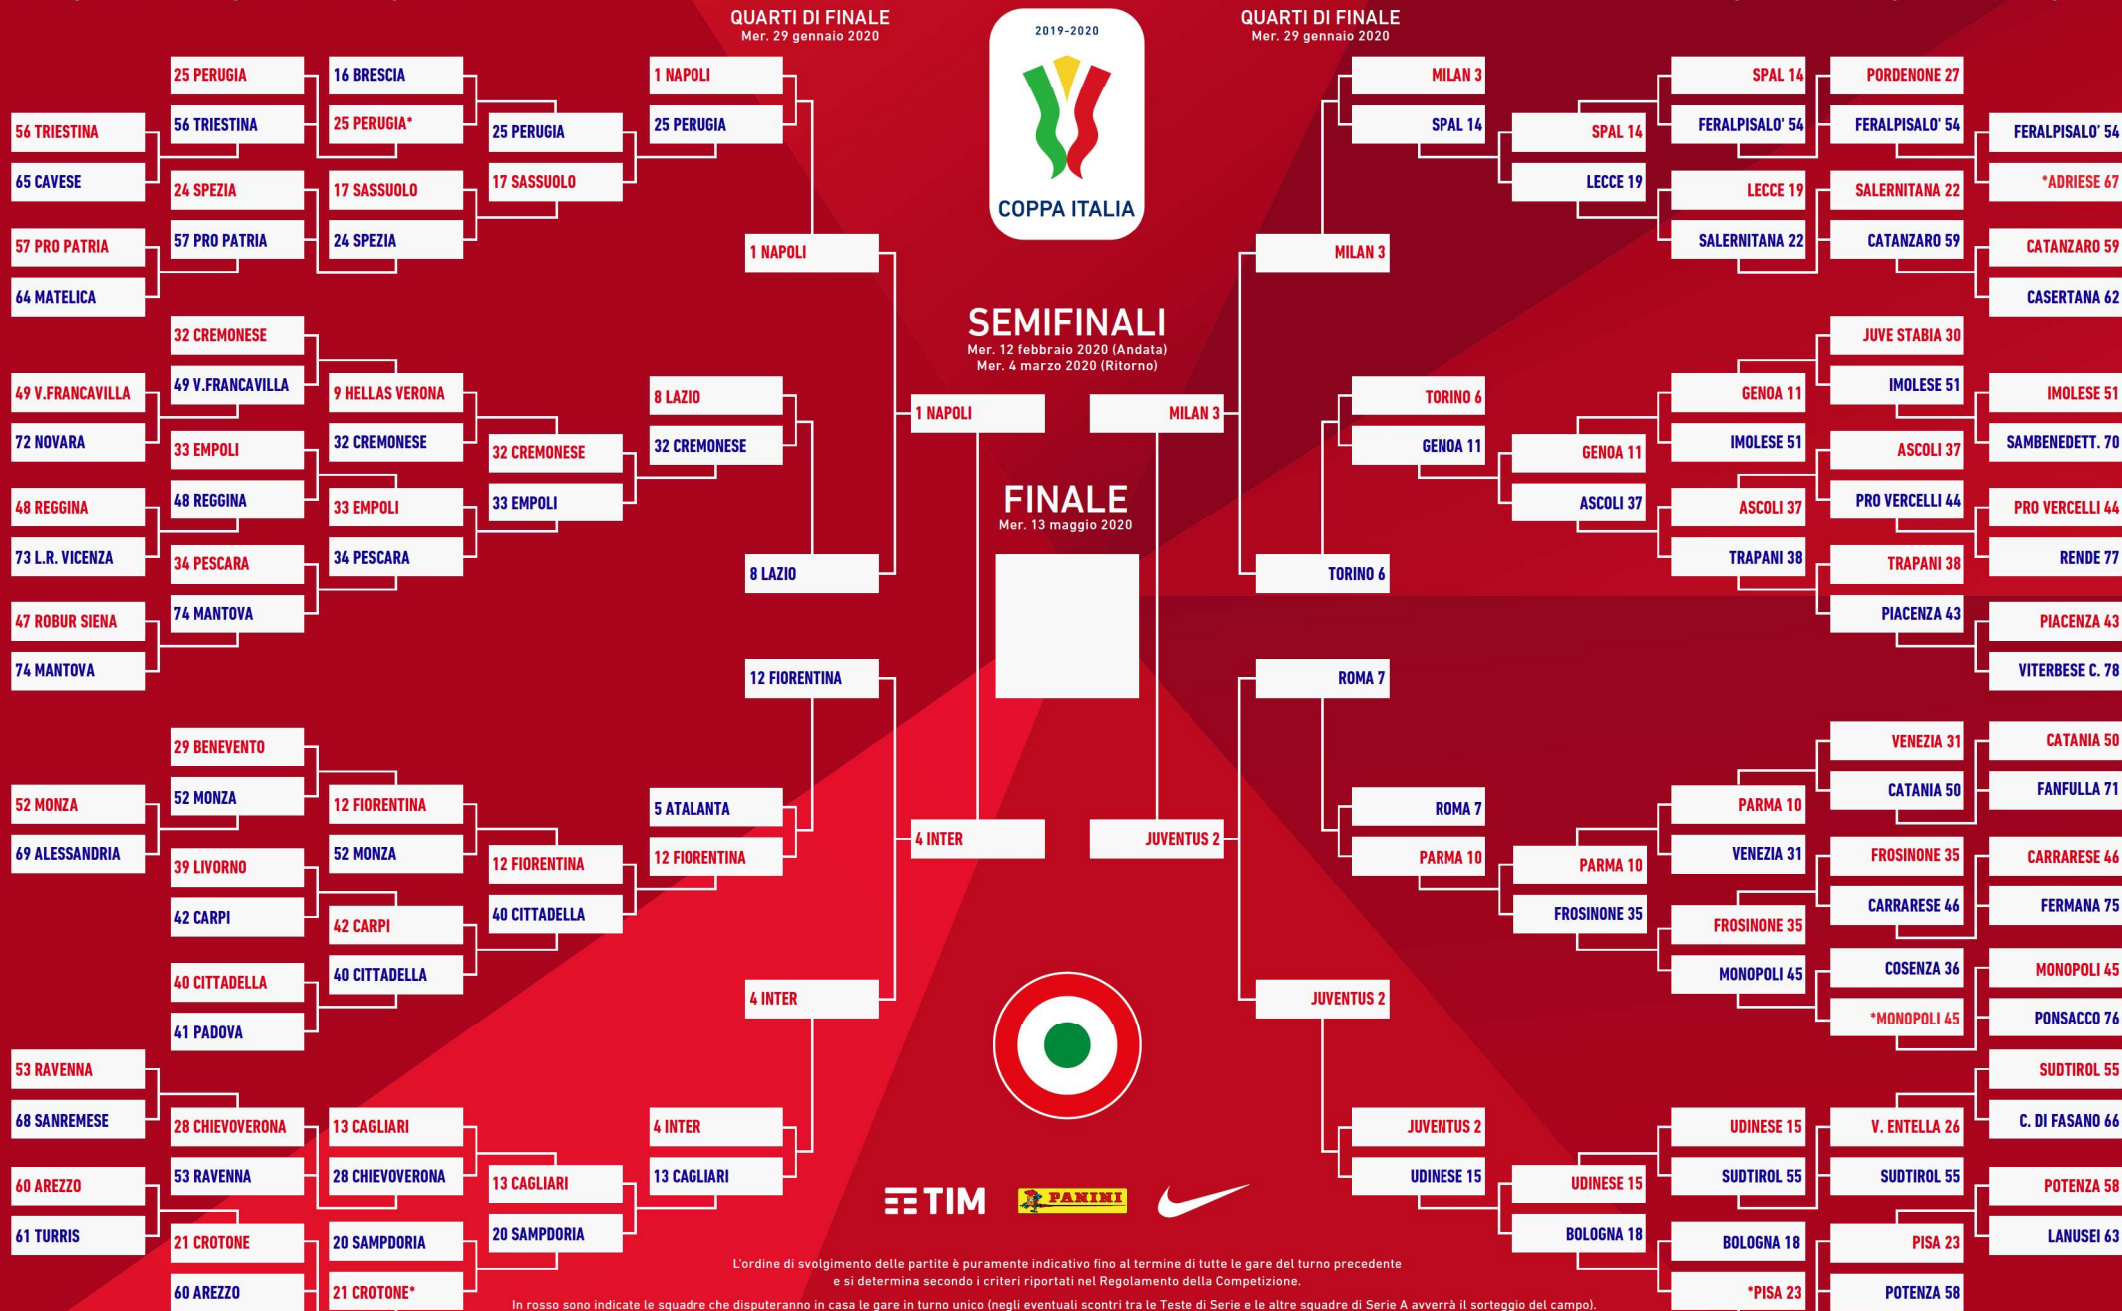 QUARTI DI FINALE
Mer. 29 gennaio 2020
2019-2020
COPPA ITALIA
QUARTI DI FINALE
Mer. 29 gennaio 2020
56 TRIESTINA
65 CAVESE
57 PRO PATRIA
64 MATELICA
49 V.FRANCAVILLA
72 NOVARA
48 REGGINA
73 L.R. VICENZA
47 ROBUR SIENA
74 MANTOVA
52 MONZA
69 ALESSANDRIA
53 RAVENNA
68 SANREMESE
60 AREZZO
61 TURRIS
25 PERUGIA
56 TRIESTINA
24 SPEZIA
57 PRO PATRIA
32 CREMONESE
49 V.FRANCAVILLA
33 EMPOLI
48 REGGINA
34 PESCARA
74 MANTOVA
29 BENEVENTO
52 MONZA
39 LIVORNO
42 CARPI
40 CITTADELLA
41 PADOVA
28 CHIEVOVERONA
53 RAVENNA
21 CROTONE
60 AREZZO
16 BRESCIA
25 PERUGIA*
17 SASSUOLO
24 SPEZIA
9 HELLAS VERONA
32 CREMONESE
33 EMPOLI
34 PESCARA
12 FIORENTINA
52 MONZA
42 CARPI
40 CITTADELLA
13 CAGLIARI
28 CHIEVOVERONA
20 SAMPDORIA
21 CROTONE*
25 PERUGIA
17 SASSUOLO
32 CREMONESE
33 EMPOLI
12 FIORENTINA
40 CITTADELLA
13 CAGLIARI
20 SAMPDORIA
1 NAPOLI
25 PERUGIA
8 LAZIO
32 CREMONESE
5 ATALANTA
12 FIORENTINA
4 INTER
13 CAGLIARI
1 NAPOLI
8 LAZIO
12 FIORENTINA
4 INTER
SEMIFINALI
Mer. 12 febbraio 2020 (Andata)
Mer. 4 marzo 2020 (Ritorno)
1 NAPOLI
MILAN 3
FINALE
Mer. 13 maggio 2020
4 INTER
JUVENTUS 2
MILAN 3
TORINO 6
ROMA 7
JUVENTUS 2
MILAN 3
SPAL 14
TORINO 6
GENOA 11
ROMA 7
PARMA 10
JUVENTUS 2
UDINESE 15
SPAL 14
LECCE 19
GENOA 11
ASCOLI 37
PARMA 10
FROSINONE 35
UDINESE 15
BOLOGNA 18
SPAL 14
FERALPISALO' 54
LECCE 19
SALERNITANA 22
GENOA 11
IMOLESE 51
ASCOLI 37
TRAPANI 38
PARMA 10
VENEZIA 31
FROSINONE 35
MONOPOLI 45
UDINESE 15
SUDTIROL 55
BOLOGNA 18
*PISA 23
PORDENONE 27
FERALPISALO' 54
SALERNITANA 22
CATANZARO 59
JUVE STABIA 30
IMOLESE 51
ASCOLI 37
PRO VERCELLI 44
TRAPANI 38
PIACENZA 43
VENEZIA 31
CATANIA 50
FROSINONE 35
CARRARESE 46
COSENZA 36
*MONOPOLI 45
V. ENTELLA 26
SUDTIROL 55
PISA 23
POTENZA 58
FERALPISALO' 54
*ADRIESE 67
CATANZARO 59
CASERTANA 62
IMOLESE 51
SAMBENEDETT. 70
PRO VERCELLI 44
RENDE 77
PIACENZA 43
VITERBESE C. 78
CATANIA 50
FANFULLA 71
CARRARESE 46
FERMANA 75
MONOPOLI 45
PONSACCO 76
SUDTIROL 55
C. DI FASANO 66
POTENZA 58
LANUSEI 63
TIM
PANINI
L'ordine di svolgimento delle partite è puramente indicativo fino al termine di tutte le gare del turno precedente
e si determina secondo i criteri riportati nel Regolamento della Competizione.
In rosso sono indicate le squadre che disputeranno in casa le gare in turno unico (negli eventuali scontri tra le Teste di Serie e le altre squadre di Serie A avverrà il sorteggio del campo).